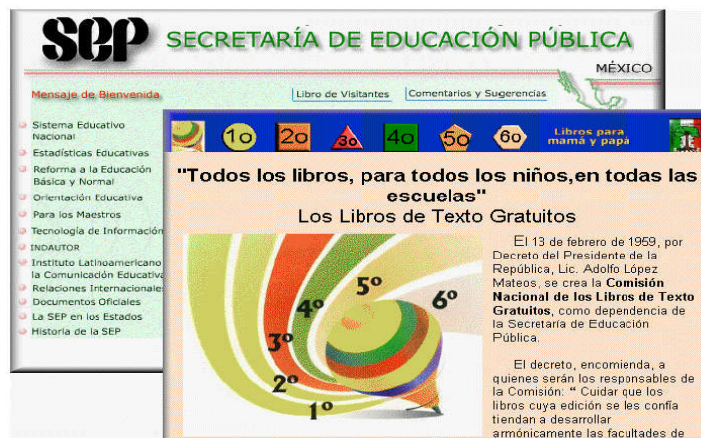 SEP SECRETARÍA DE EDUCACIÓN PÚBLICA
MÉXICO
Mensaje de Bienvenida
Libro de Visitantes
Comentarios y Sugerencias
Sistema Educativo
Nacional
Estadísticas Educativas
Reforma a la Educación
Básica y Normal
Orientación Educativa
Para los Maestros
Tecnología de Información
INDAUTOR
Instituto Latinoamericano
la Comunicación Educativa
Relaciones Internacionales
Documentos Oficiales
La SEP en los Estados
Historia de la SEP
1o 2o 3o 4o 5o 6o
Libros para
mamá y papá
"Todos los libros, para todos los niños,en todas las
escuelas"
Los Libros de Texto Gratuitos
El 13 de febrero de 1959, por
Decreto del Presidente de la
República, Lic. Adolfo López
Mateos, se crea la Comisión
Nacional de los Libros de Texto
Gratuitos, como dependencia de
la Secretaría de Educación
Pública.
El decreto, encomienda, a
quienes serán los responsables de
la Comisión: " Cuidar que los
libros cuya edición se les confía
tiendan a desarrollar
armónicamente las facultades de
5º
6º
4º
3º
2º
1º